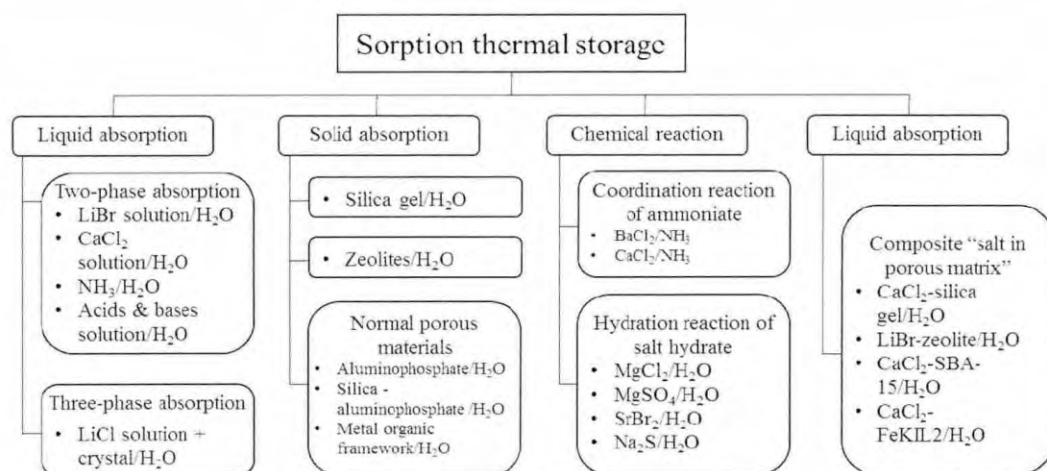 Sorption thermal storage
Liquid absorption
Two-phase absorption
• LiBr solution/H₂O
• CaCl₂
solution/H₂O
• NH₃/H₂O
• Acids & bases
solution/H₂O
Three-phase absorption
• LiCl solution +
crystal/H₂O
Solid absorption
• Silica gel/H₂O
• Zeolites/H₂O
Normal porous
materials
• Aluminophosphate/H₂O
• Silica -
aluminophosphate /H₂O
• Metal organic
framework/H₂O
Chemical reaction
Coordination reaction
of ammoniate
• BaCl₂/NH₃
• CaCl₂/NH₃
Hydration reaction of
salt hydrate
• MgCl₂/H₂O
• MgSO₄/H₂O
• SrBr₂/H₂O
• Na₂S/H₂O
Liquid absorption
Composite “salt in
porous matrix”
• CaCl₂-silica
gel/H₂O
• LiBr-zeolite/H₂O
• CaCl₂-SBA-
15/H₂O
• CaCl₂-
FeKIL2/H₂O